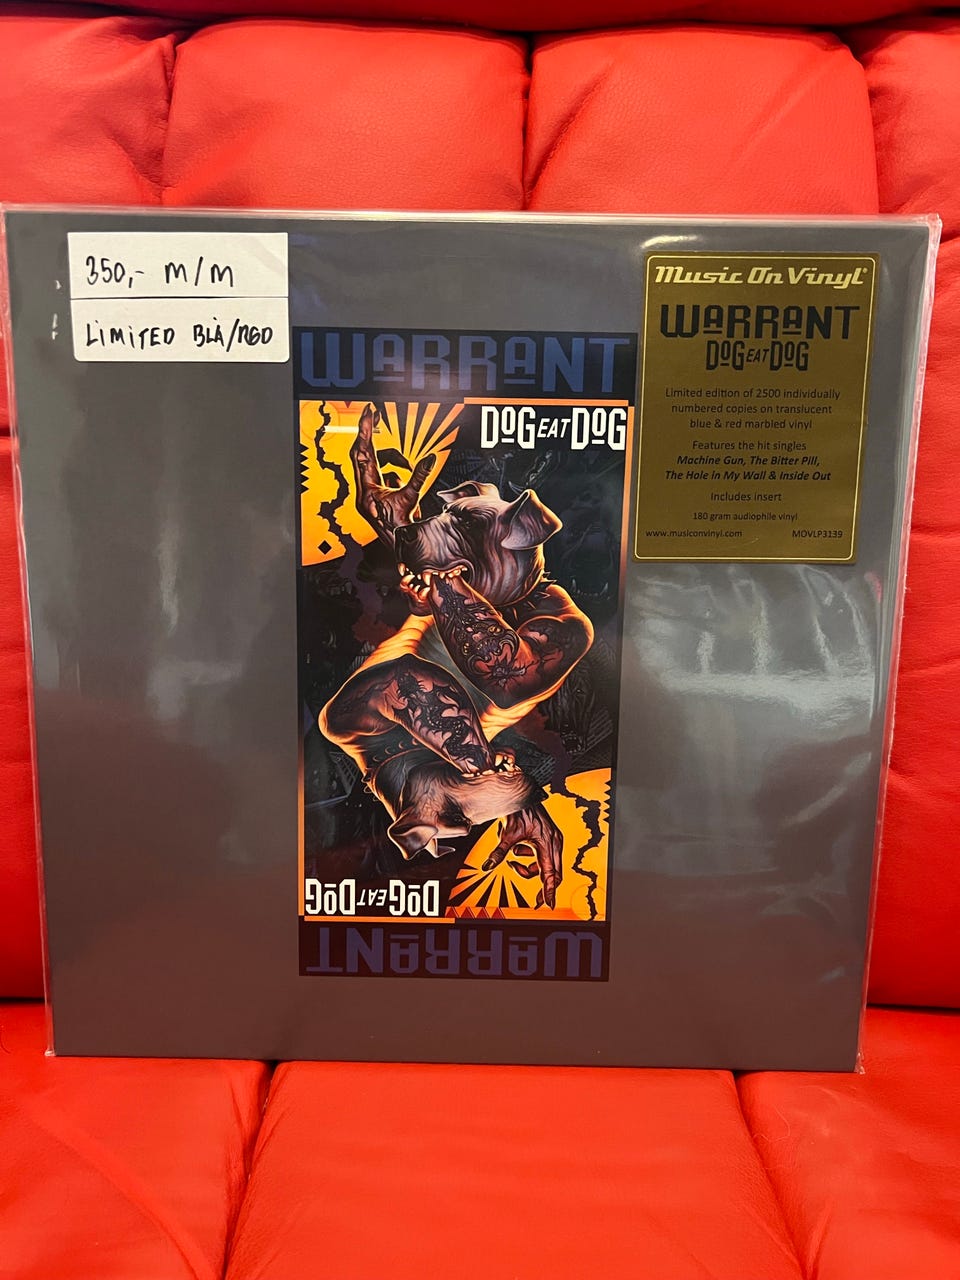 350,- M/M
LIMITED BLÅ/RØD
Music On Vinyl®
WARRANT
DOG EAT DOG
Limited edition of 2500 individually
numbered copies on translucent
blue & red marbled vinyl
Features the hit singles
Machine Gun, The Bitter Pill,
The Hole in My Wall & Inside Out
Includes insert
180 gram audiophile vinyl
www.musiconvinyl.com MOVLP3139
WARRANT
DOG EAT DOG
DOG EAT DOG
WARRANT